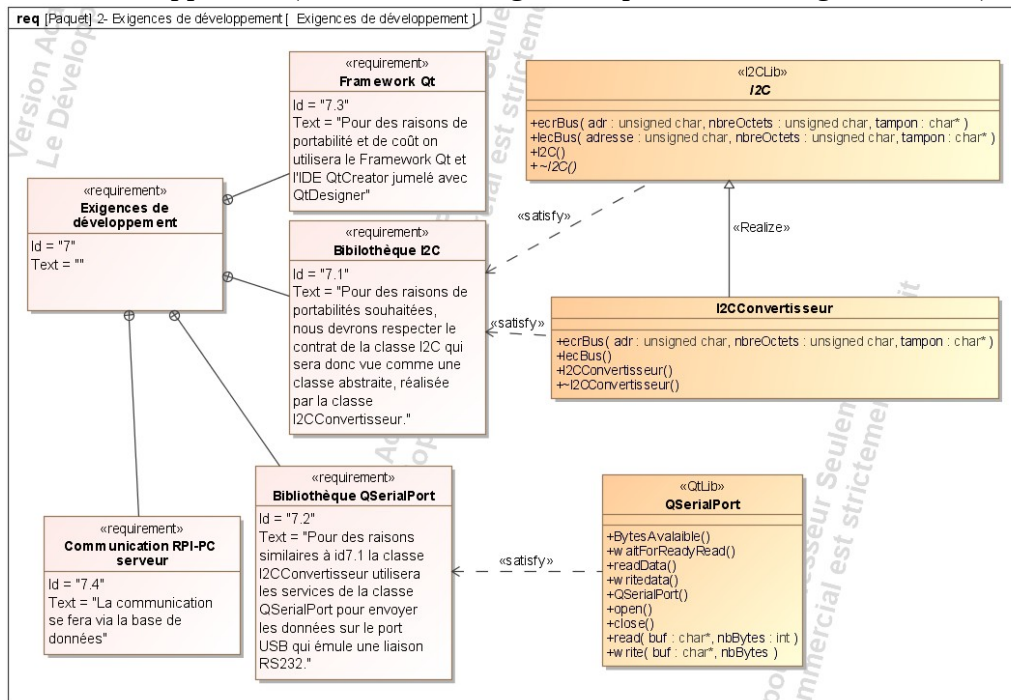 req [Paquet] 2- Exigences de développement [ Exigences de développement ]
«requirement»
Framework Qt
Id = "7.3"
Text = "Pour des raisons de
portabilité et de coût on
utilisera le Framework Qt et
l'IDE QtCreator jumelé avec
QtDesigner"
«I2CLib»
I2C
+ecrBus( adr : unsigned char, nbreOctets : unsigned char, tampon : char* )
+lecBus( adresse : unsigned char, nbreOctets : unsigned char, tampon : char* )
+I2C()
+~I2C()
«requirement»
Exigences de
développement
Id = "7"
Text = ""
«satisfy»
«Realize»
«requirement»
Bibilothèque I2C
Id = "7.1"
Text = "Pour des raisons de
portabilités souhaitées,
nous devrons respecter le
contrat de la classe I2C qui
sera donc vue comme une
classe abstraite, réalisée
par la classe
I2CConvertisseur."
«satisfy»
I2CConvertisseur
+ecrBus( adr : unsigned char, nbreOctets : unsigned char, tampon : char* )
+lecBus()
+I2CConvertisseur()
+~I2CConvertisseur()
«requirement»
Communication RPI-PC
serveur
Id = "7.4"
Text = "La communication
se fera via la base de
données"
«requirement»
Bibliothèque QSerialPort
Id = "7.2"
Text = "Pour des raisons
similaires à id7.1 la classe
I2CConvertisseur utilisera
les services de la classe
QSerialPort pour envoyer
les données sur le port
USB qui émule une liaison
RS232."
«satisfy»
«QtLib»
QSerialPort
+BytesAvalaible()
+waitForReadyRead()
+readData()
+writedata()
+QSerialPort()
+open()
+close()
+read( buf : char*, nbBytes : int )
+write( buf : char*, nbBytes )